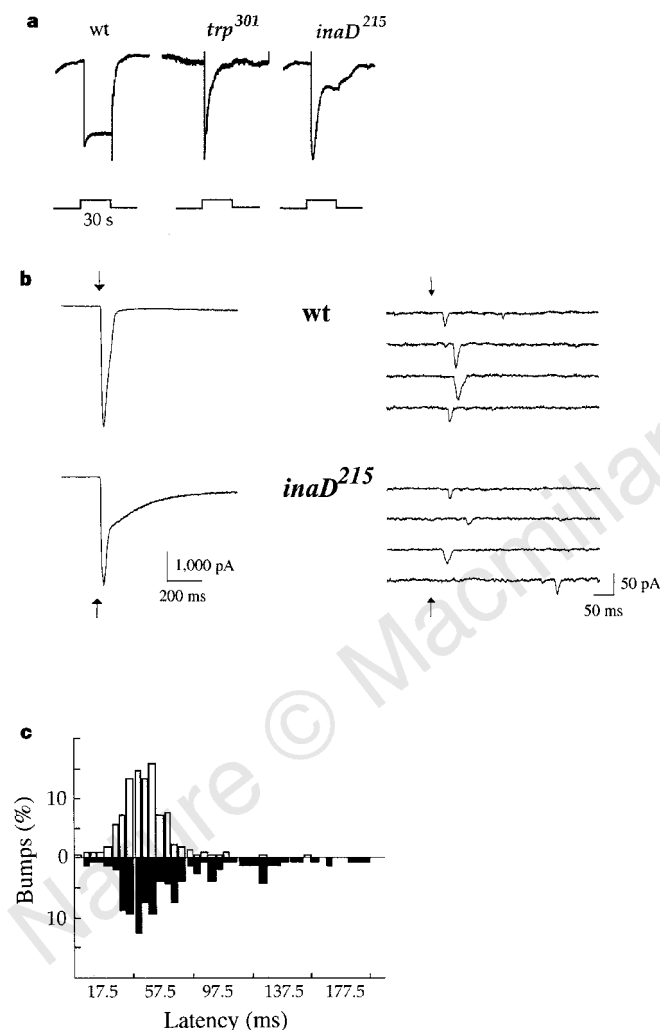 a
wt trp301 inaD215
30 s
b
wt
inaD215
1,000 pA
200 ms
50 pA
50 ms
c
Bumps (%)
10
0
10
17.5 57.5 97.5 137.5 177.5
Latency (ms)
Nature © Macmillan